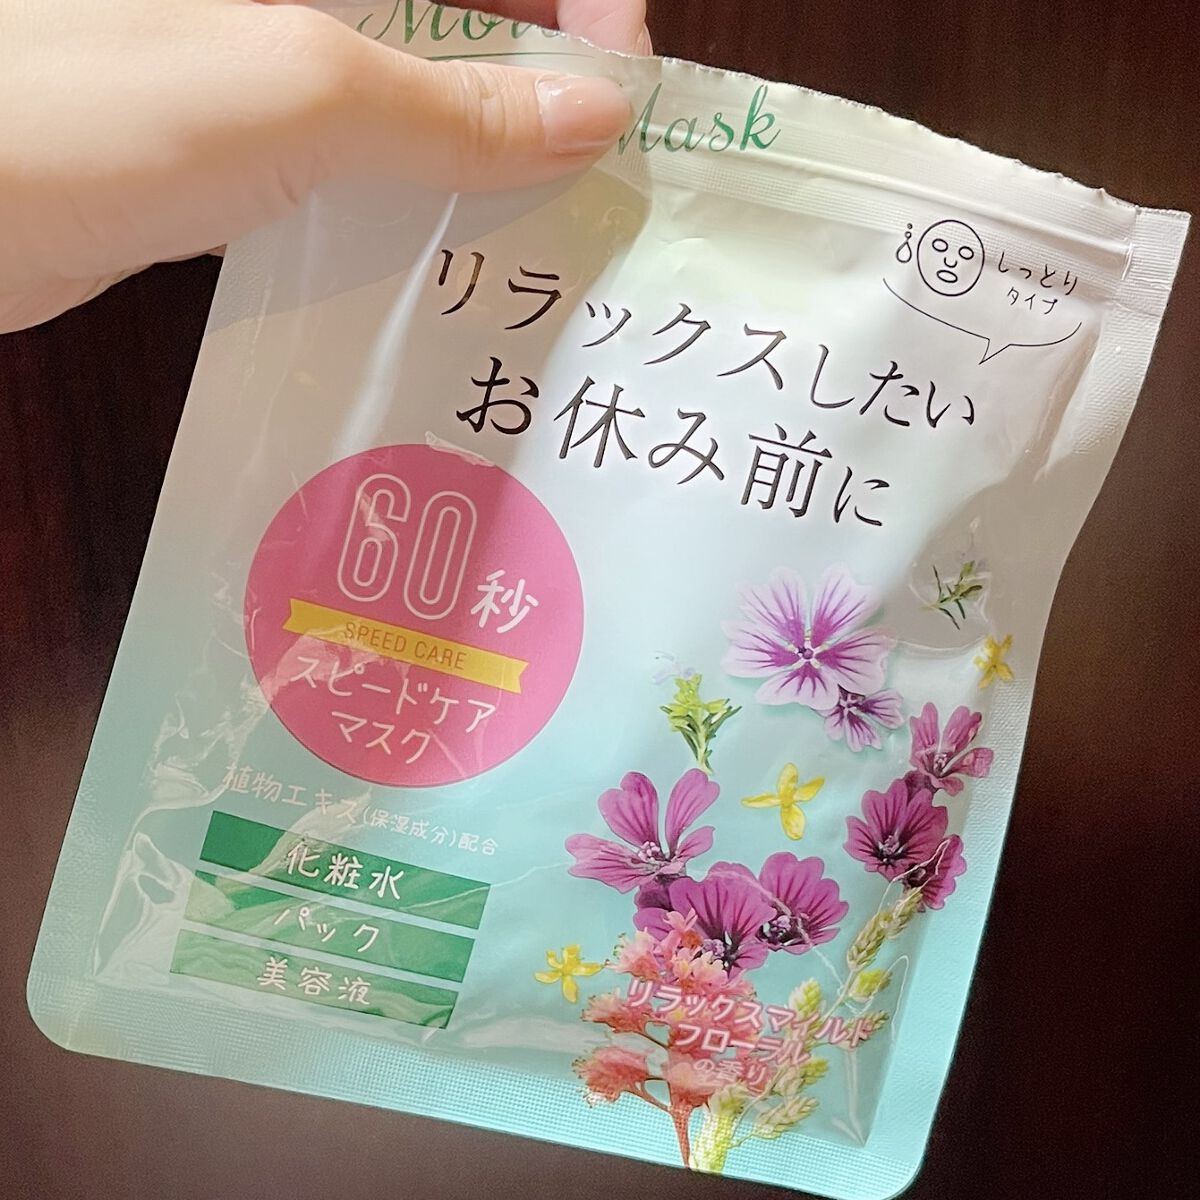 Mask
しっとり
タイプ
リラックスしたい
お休み前に
60秒
SPEED CARE
スピードケア
マスク
植物エキス(保湿成分)配合
化粧水
パック
美容液
リラックスマイルド
フローラル
の香り